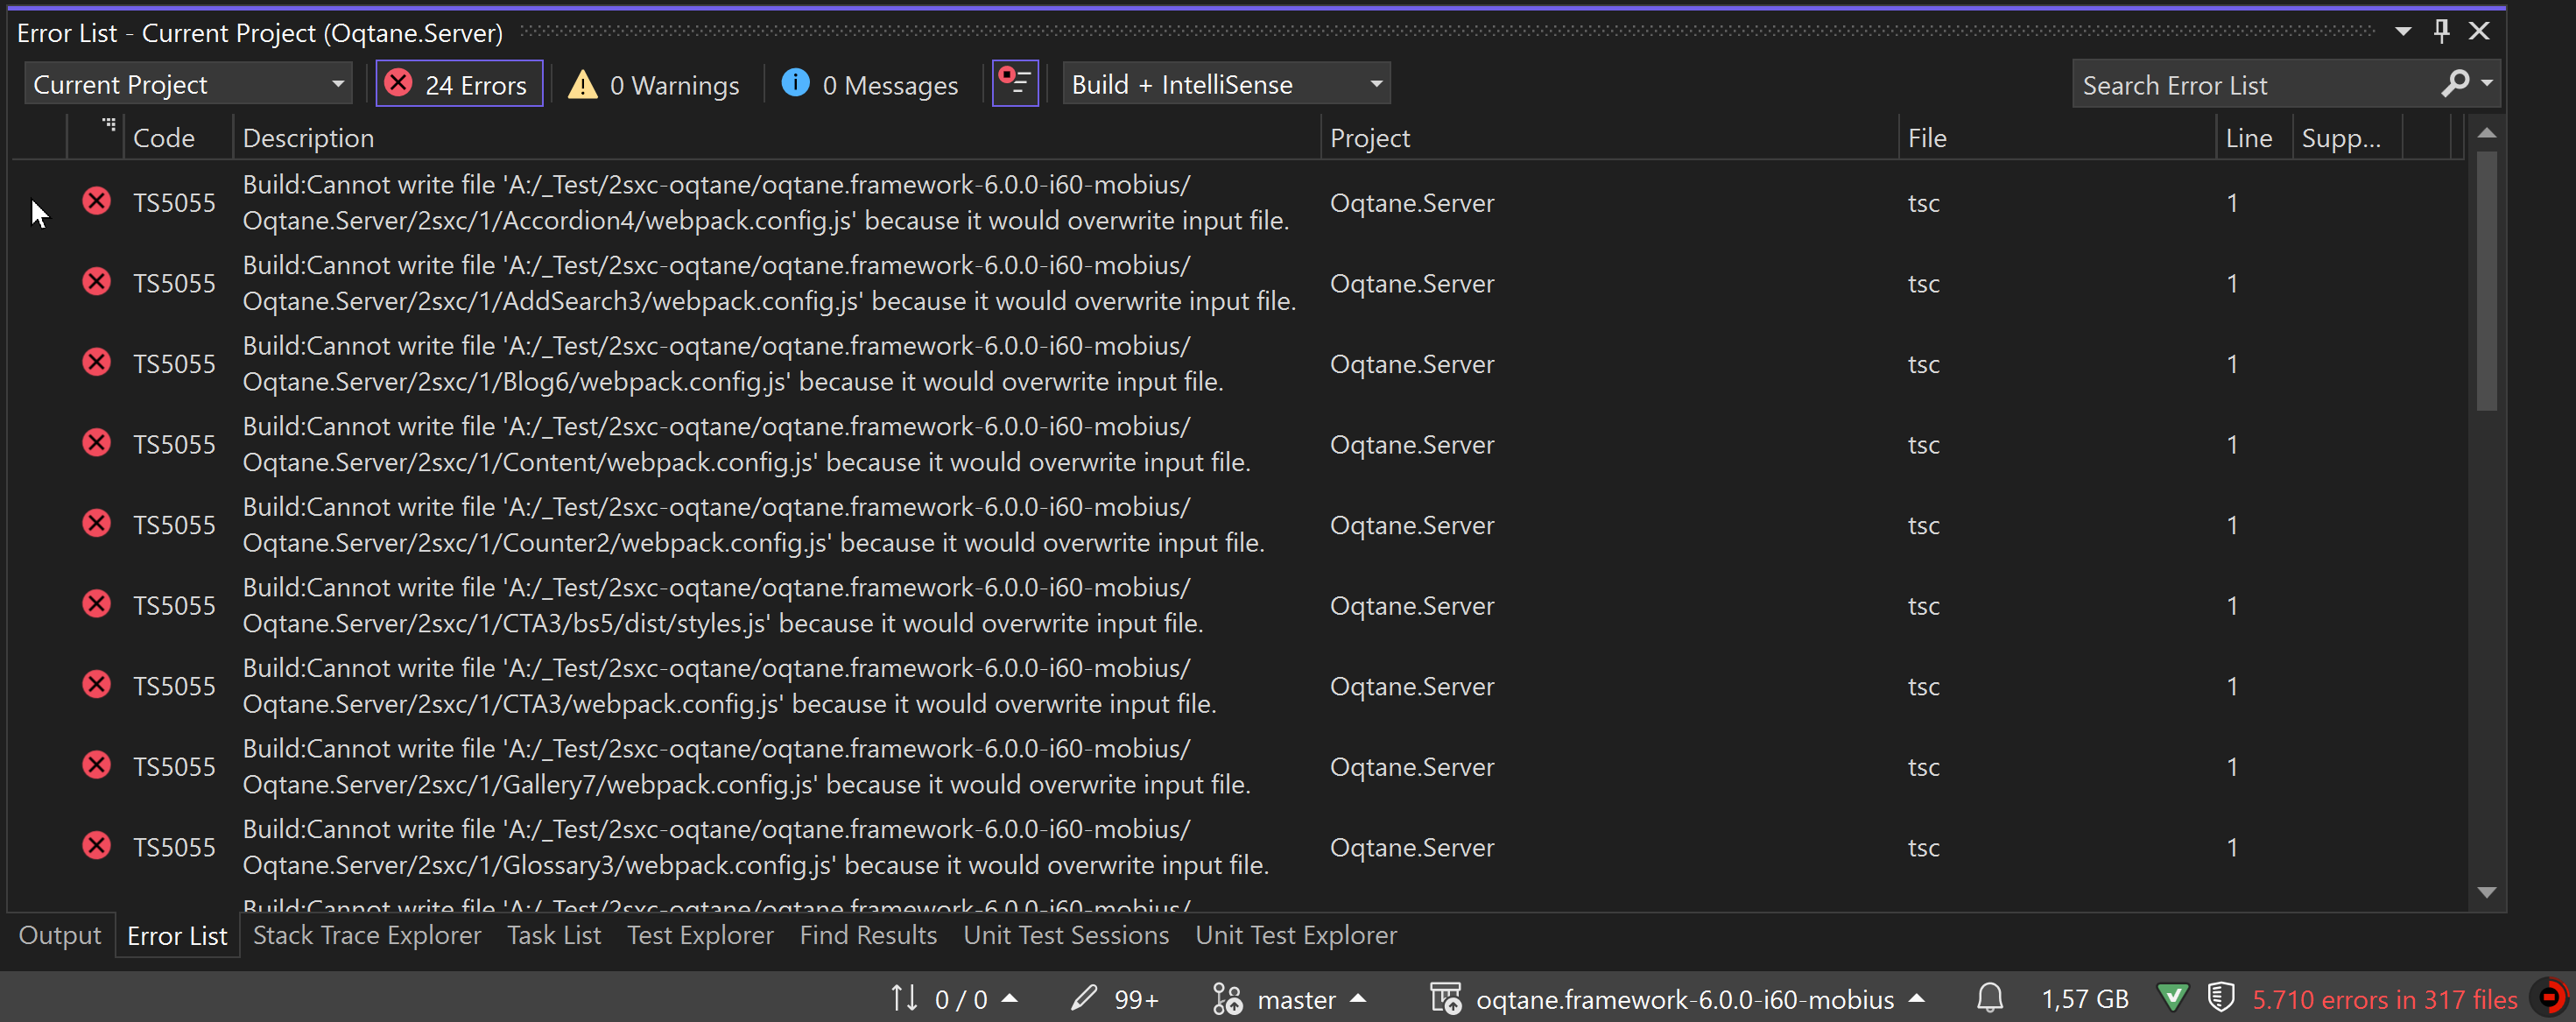 Error List - Current Project (Oqtane.Server)
Current Project
24 Errors
0 Warnings
0 Messages
Build + IntelliSense
Search Error List
Code
Description
Project
File
Line
Supp...
TS5055
Build:Cannot write file 'A:/_Test/2sxc-oqtane/oqtane.framework-6.0.0-i60-mobius/
Oqtane.Server/2sxc/1/Accordion4/webpack.config.js' because it would overwrite input file.
Oqtane.Server
tsc
1
TS5055
Build:Cannot write file 'A:/_Test/2sxc-oqtane/oqtane.framework-6.0.0-i60-mobius/
Oqtane.Server/2sxc/1/AddSearch3/webpack.config.js' because it would overwrite input file.
Oqtane.Server
tsc
1
TS5055
Build:Cannot write file 'A:/_Test/2sxc-oqtane/oqtane.framework-6.0.0-i60-mobius/
Oqtane.Server/2sxc/1/Blog6/webpack.config.js' because it would overwrite input file.
Oqtane.Server
tsc
1
TS5055
Build:Cannot write file 'A:/_Test/2sxc-oqtane/oqtane.framework-6.0.0-i60-mobius/
Oqtane.Server/2sxc/1/Content/webpack.config.js' because it would overwrite input file.
Oqtane.Server
tsc
1
TS5055
Build:Cannot write file 'A:/_Test/2sxc-oqtane/oqtane.framework-6.0.0-i60-mobius/
Oqtane.Server/2sxc/1/Counter2/webpack.config.js' because it would overwrite input file.
Oqtane.Server
tsc
1
TS5055
Build:Cannot write file 'A:/_Test/2sxc-oqtane/oqtane.framework-6.0.0-i60-mobius/
Oqtane.Server/2sxc/1/CTA3/bs5/dist/styles.js' because it would overwrite input file.
Oqtane.Server
tsc
1
TS5055
Build:Cannot write file 'A:/_Test/2sxc-oqtane/oqtane.framework-6.0.0-i60-mobius/
Oqtane.Server/2sxc/1/CTA3/webpack.config.js' because it would overwrite input file.
Oqtane.Server
tsc
1
TS5055
Build:Cannot write file 'A:/_Test/2sxc-oqtane/oqtane.framework-6.0.0-i60-mobius/
Oqtane.Server/2sxc/1/Gallery7/webpack.config.js' because it would overwrite input file.
Oqtane.Server
tsc
1
TS5055
Build:Cannot write file 'A:/_Test/2sxc-oqtane/oqtane.framework-6.0.0-i60-mobius/
Oqtane.Server/2sxc/1/Glossary3/webpack.config.js' because it would overwrite input file.
Oqtane.Server
tsc
1
Build:Cannot write file 'A:/_Test/2sxc-oqtane/oqtane.framework-6.0.0-i60-mobius/
Output
Error List
Stack Trace Explorer
Task List
Test Explorer
Find Results
Unit Test Sessions
Unit Test Explorer
0 / 0
99+
master
oqtane.framework-6.0.0-i60-mobius
1,57 GB
5.710 errors in 317 files